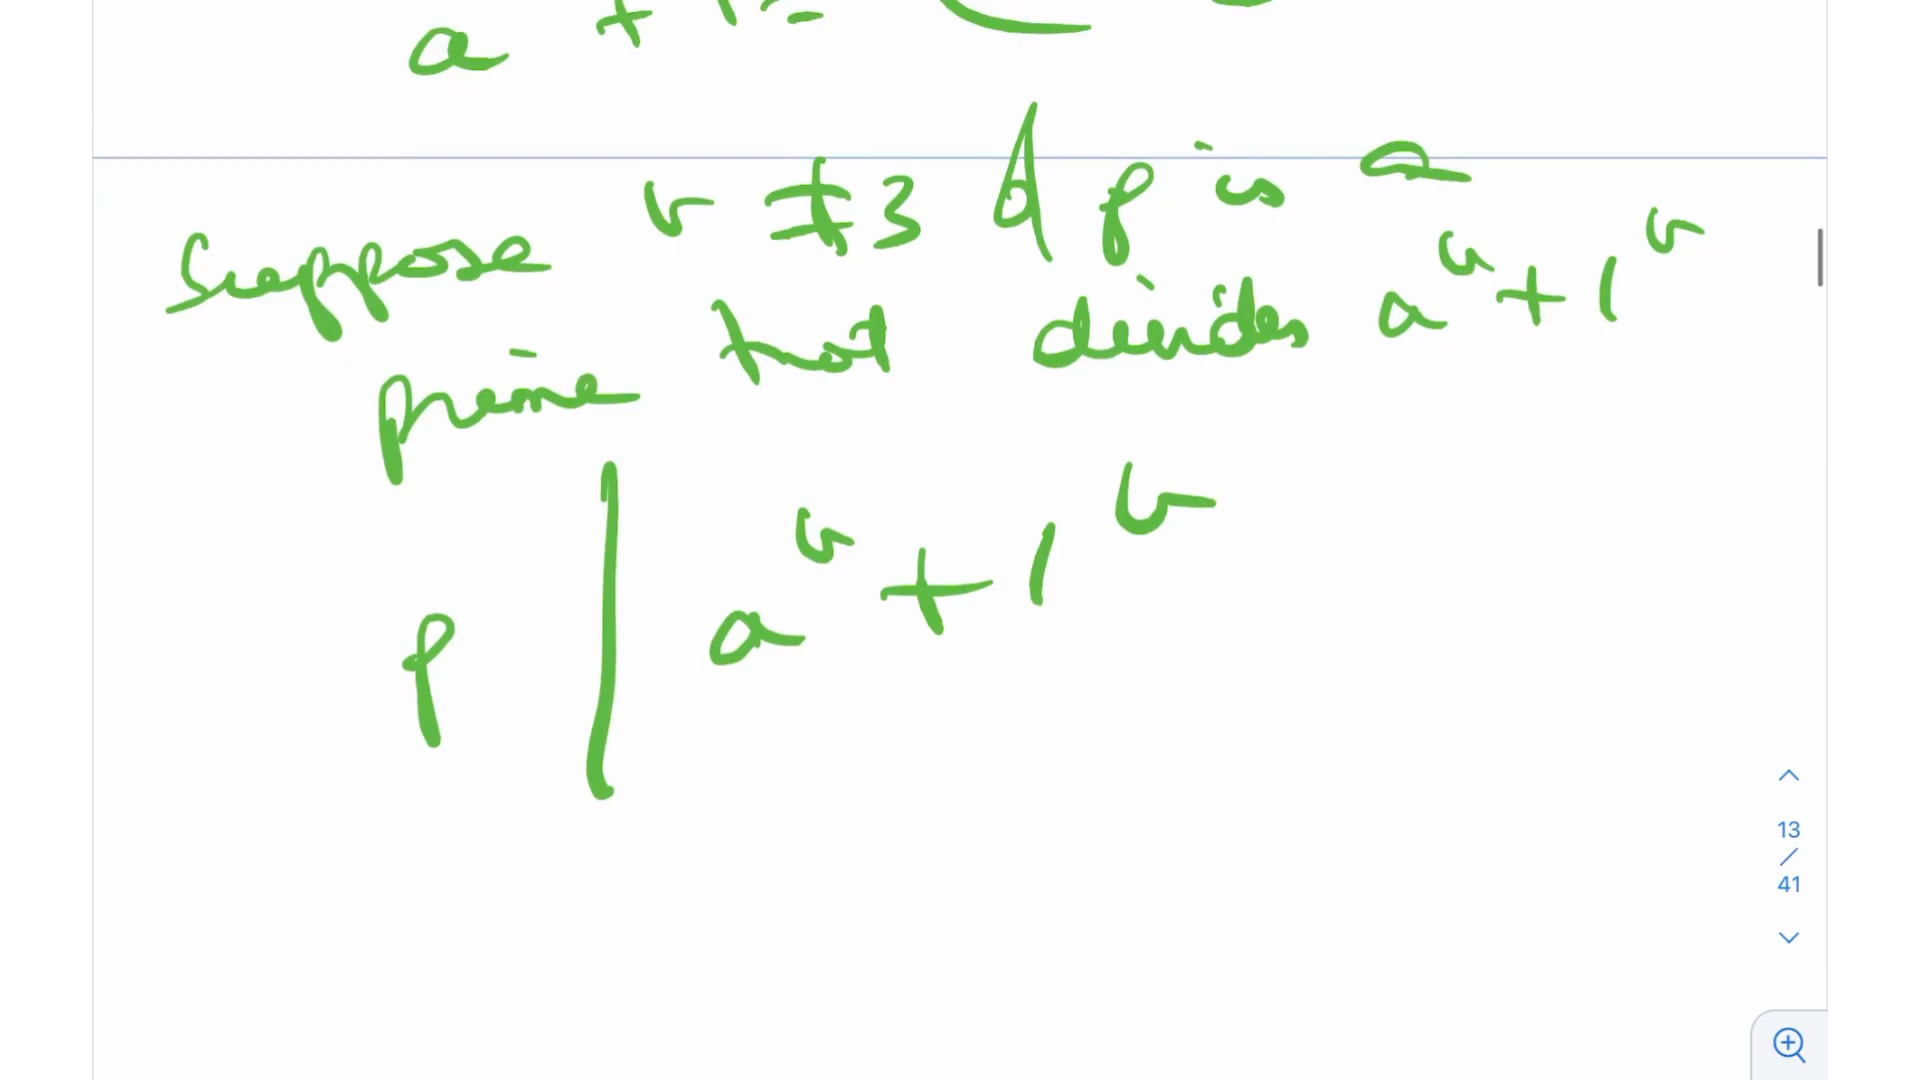 a + 1 =
Suppose b ≠ 3 & p is a
prime that divides a^b + 1^b
p | a^b + 1^b
13
/
41